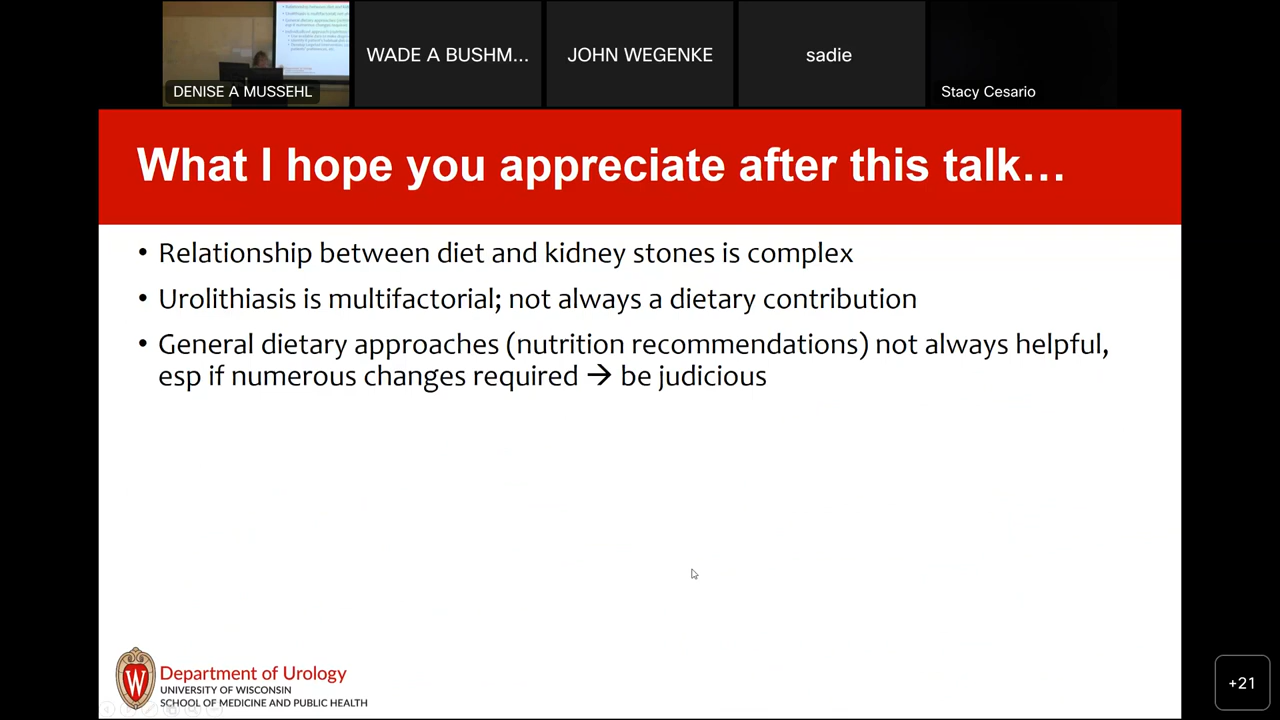 DENISE A MUSSEHL
WADE A BUSHM...
JOHN WEGENKE
sadie
Stacy Cesario
What I hope you appreciate after this talk…
• Relationship between diet and kidney stones is complex
• Urolithiasis is multifactorial; not always a dietary contribution
• General dietary approaches (nutrition recommendations) not always helpful,
esp if numerous changes required → be judicious
W
Department of Urology
UNIVERSITY OF WISCONSIN
SCHOOL OF MEDICINE AND PUBLIC HEALTH
+21